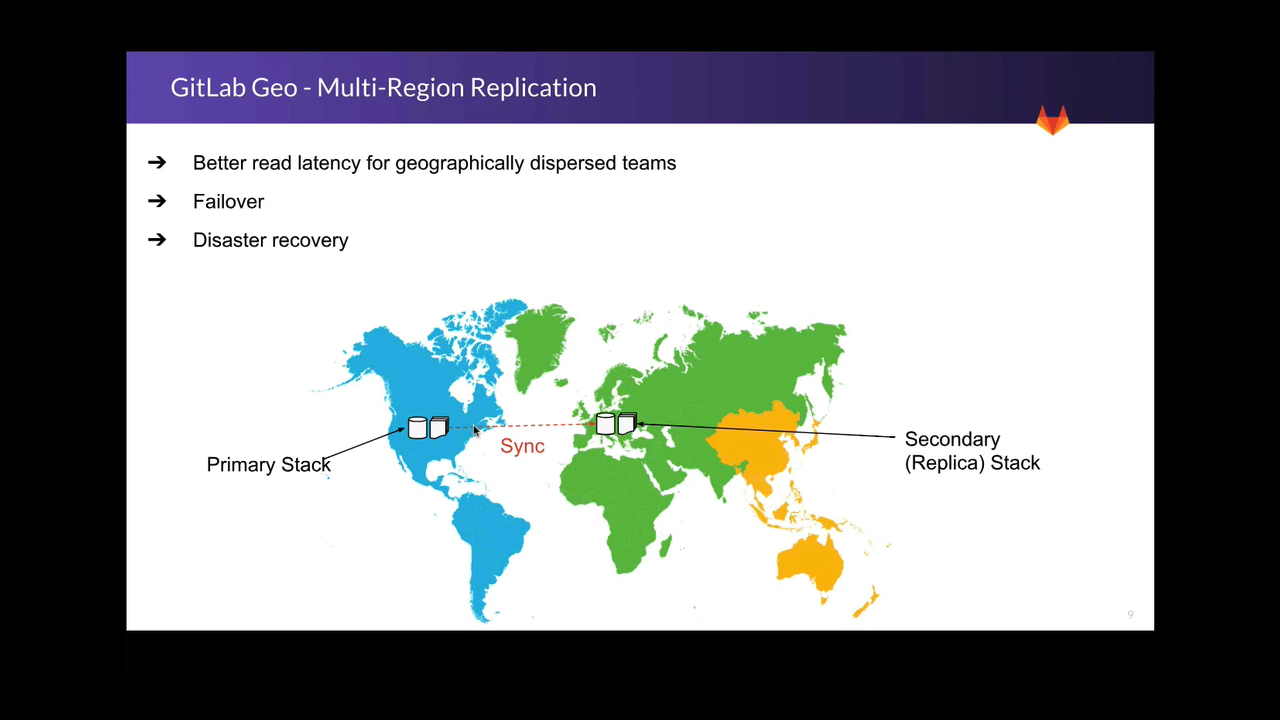 GitLab Geo - Multi-Region Replication
➔ Better read latency for geographically dispersed teams
➔ Failover
➔ Disaster recovery
Sync
Primary Stack
Secondary
(Replica) Stack
9